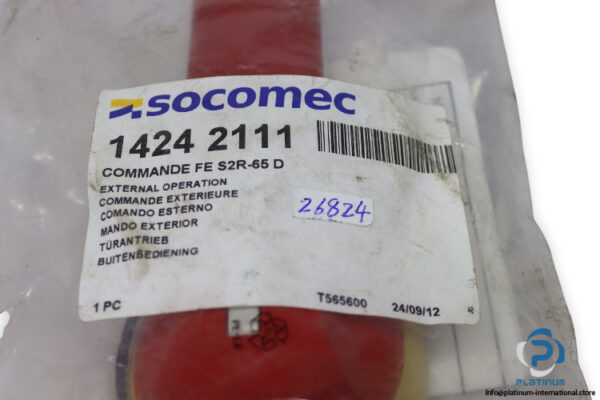 socomec
1424 2111
COMMANDE FE S2R-65 D
EXTERNAL OPERATION
COMMANDE EXTERIEURE
COMANDO ESTERNO
MANDO EXTERIOR
TÜRANTRIEB
BUITENBEDIENING
26824
1 PC
T565600
24/09/12
PLATINUM
info@platinum-international.store